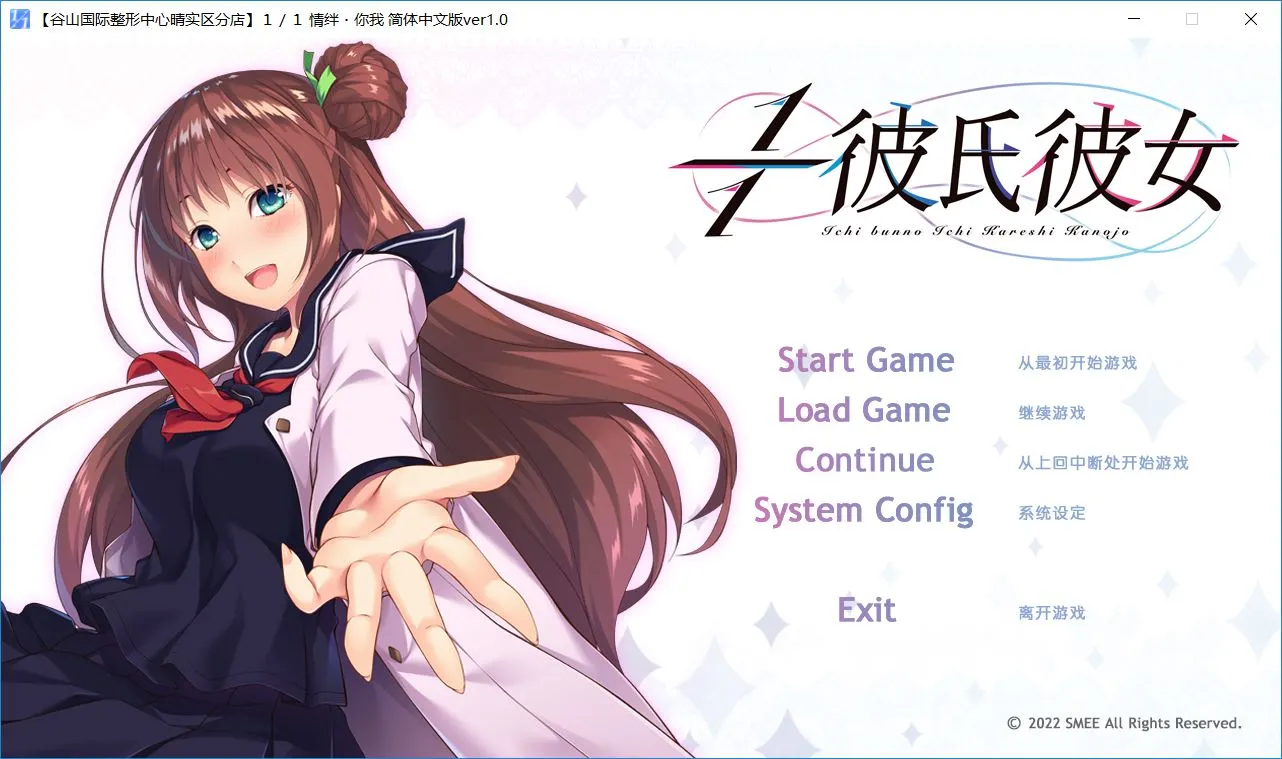 【谷山国际整形中心晴实区分店】1 / 1 情绊·你我 简体中文版ver1.0
1/1彼氏彼女
Ichi bunno Ichi Kareshi Kanojo
Start Game 从最初开始游戏
Load Game 继续游戏
Continue 从上回中断处开始游戏
System Config 系统设定
Exit 离开游戏
© 2022 SMEE All Rights Reserved.